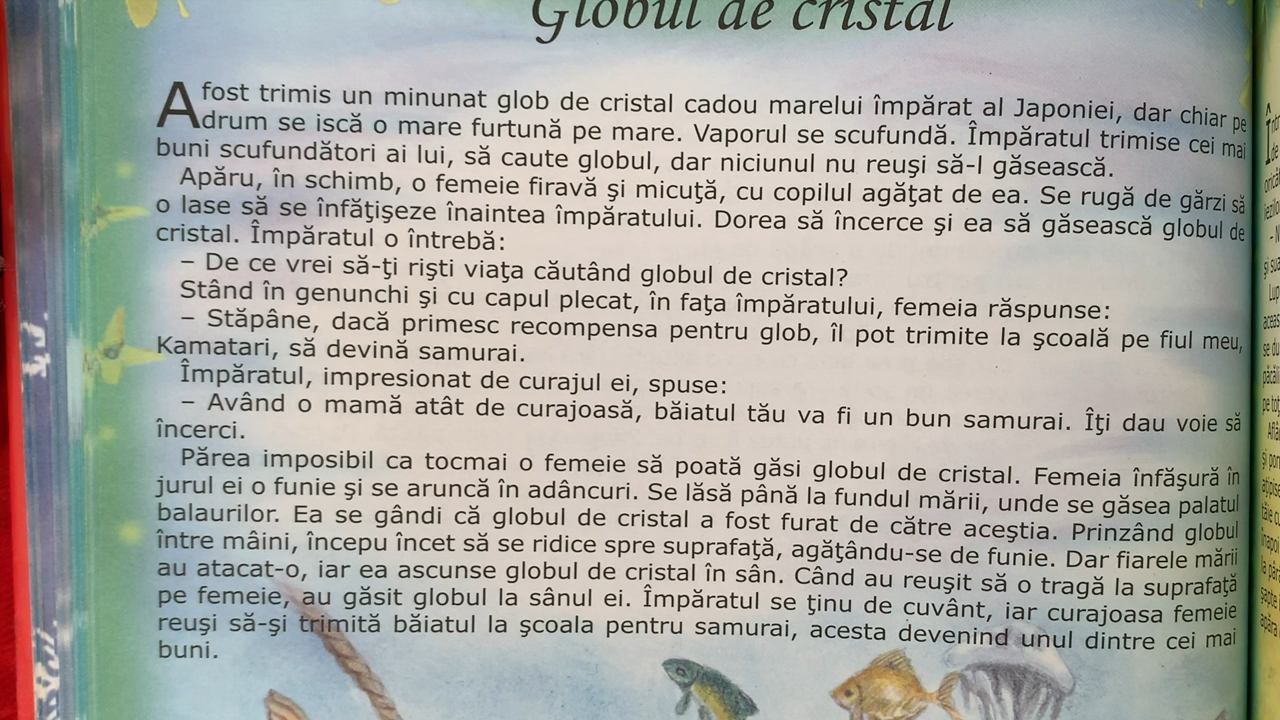 Globul de cristal
A fost trimis un minunat glob de cristal cadou marelui împărat al Japoniei, dar chiar pe
drum se iscă o mare furtună pe mare. Vaporul se scufundă. Împăratul trimise cei mai
buni scufundători ai lui, să caute globul, dar niciunul nu reuşi să-l găsească.
Apăru, în schimb, o femeie firavă şi micuţă, cu copilul agăţat de ea. Se rugă de gărzi să
o lase să se înfăţişeze înaintea împăratului. Dorea să încerce şi ea să găsească globul de
cristal. Împăratul o întrebă:
– De ce vrei să-ţi rişti viaţa căutând globul de cristal?
Stând în genunchi şi cu capul plecat, în faţa împăratului, femeia răspunse:
– Stăpâne, dacă primesc recompensa pentru glob, îl pot trimite la şcoală pe fiul meu,
Kamatari, să devină samurai.
Împăratul, impresionat de curajul ei, spuse:
– Având o mamă atât de curajoasă, băiatul tău va fi un bun samurai. Îţi dau voie să
încerci.
Părea imposibil ca tocmai o femeie să poată găsi globul de cristal. Femeia înfăşură în
jurul ei o funie şi se aruncă în adâncuri. Se lăsă până la fundul mării, unde se găsea palatul
balaurilor. Ea se gândi că globul de cristal a fost furat de către aceştia. Prinzând globul
între mâini, începu încet să se ridice spre suprafaţă, agăţându-se de funie. Dar fiarele mării
au atacat-o, iar ea ascunse globul de cristal în sân. Când au reuşit să o tragă la suprafaţă
pe femeie, au găsit globul la sânul ei. Împăratul se ţinu de cuvânt, iar curajoasa femeie
reuşi să-şi trimită băiatul la şcoala pentru samurai, acesta devenind unul dintre cei mai
buni.